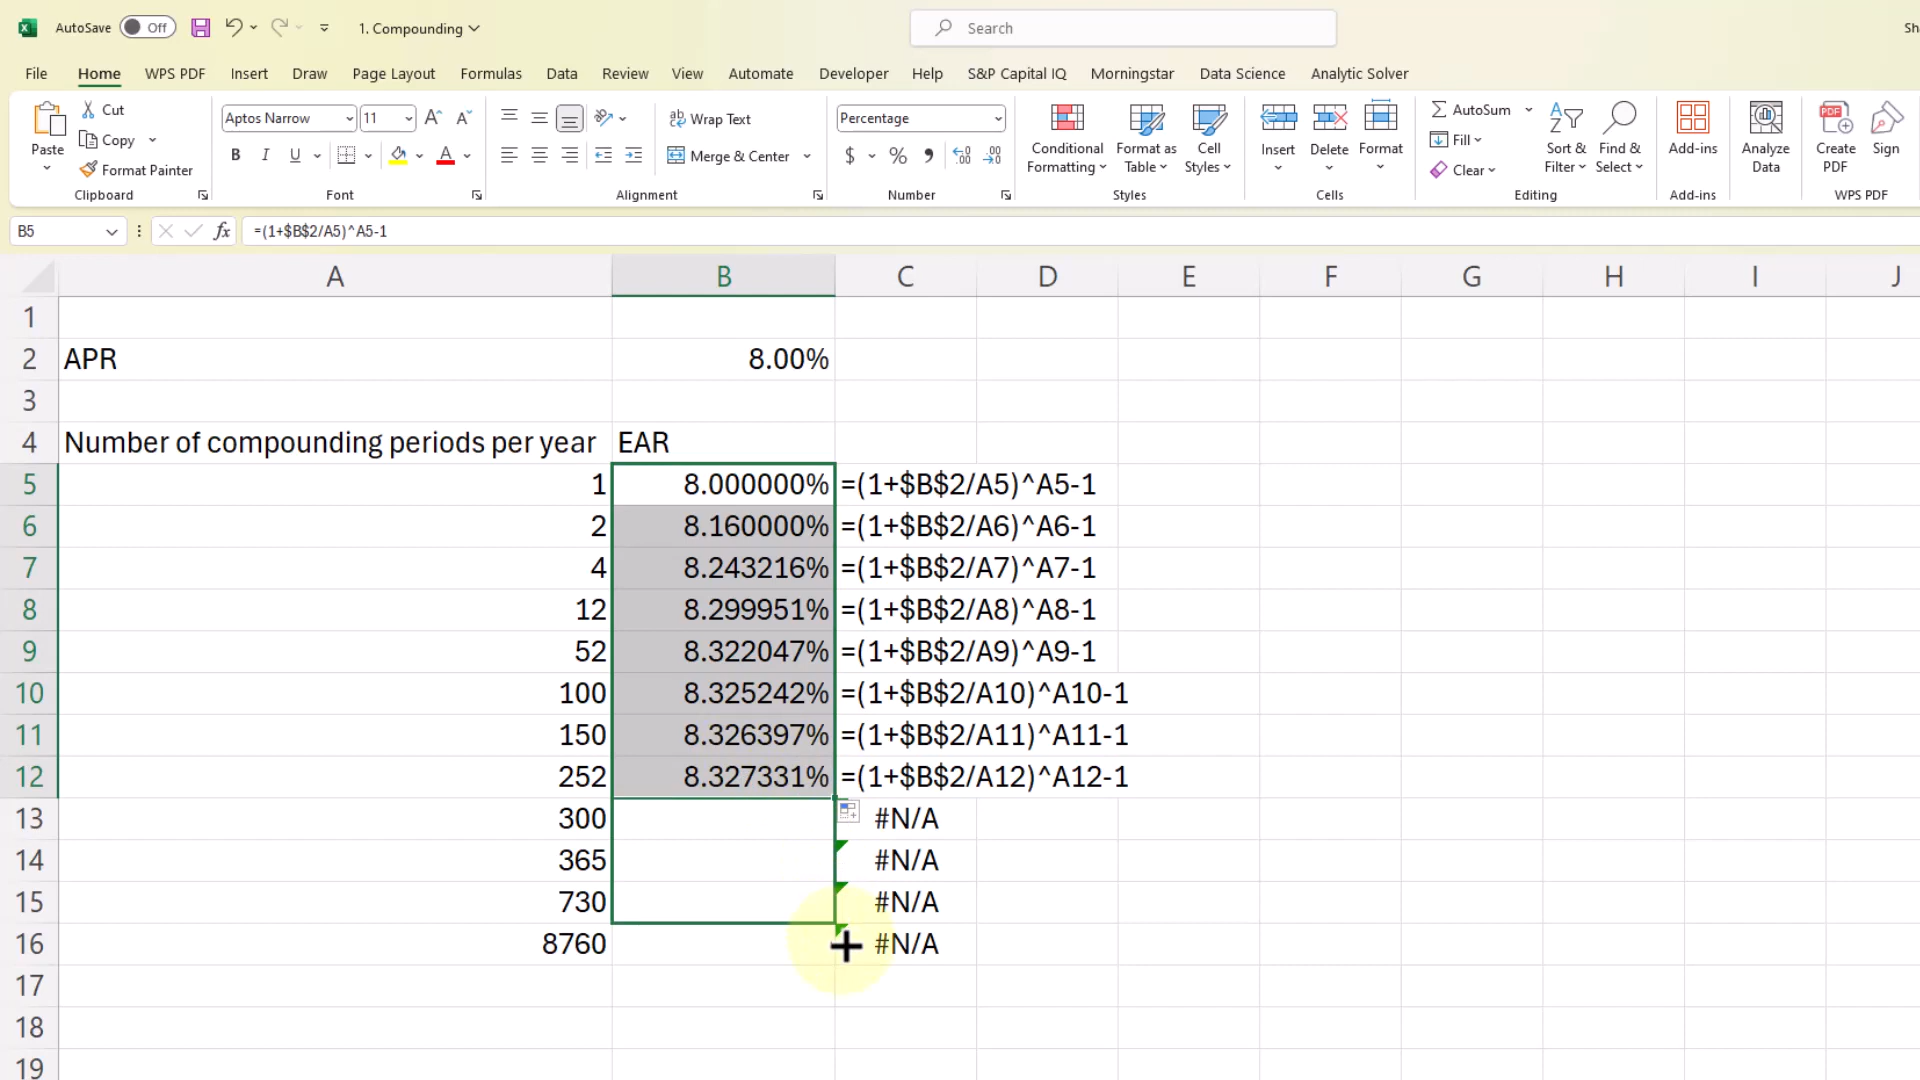 AutoSave Off 1. Compounding Search Sh
File Home WPS PDF Insert Draw Page Layout Formulas Data Review View Automate Developer Help S&P Capital IQ Morningstar Data Science Analytic Solver
Paste Cut Copy Format Painter Clipboard
Aptos Narrow 11 B I U A Font
Wrap Text Merge & Center Alignment
Percentage $ % , Number
Conditional Formatting Format as Table Cell Styles Styles
Insert Delete Format Cells
AutoSum Fill Clear Sort & Filter Find & Select Editing
Add-ins Add-ins
Analyze Data
Create PDF Sign WPS PDF
B5 fx =(1+$B$2/A5)^A5-1
A B C D E F G H I J
1
2 APR 8.00%
3
4 Number of compounding periods per year EAR
5 1 8.000000% =(1+$B$2/A5)^A5-1
6 2 8.160000% =(1+$B$2/A6)^A6-1
7 4 8.243216% =(1+$B$2/A7)^A7-1
8 12 8.299951% =(1+$B$2/A8)^A8-1
9 52 8.322047% =(1+$B$2/A9)^A9-1
10 100 8.325242% =(1+$B$2/A10)^A10-1
11 150 8.326397% =(1+$B$2/A11)^A11-1
12 252 8.327331% =(1+$B$2/A12)^A12-1
13 300 #N/A
14 365 #N/A
15 730 #N/A
16 8760 #N/A
17
18
19